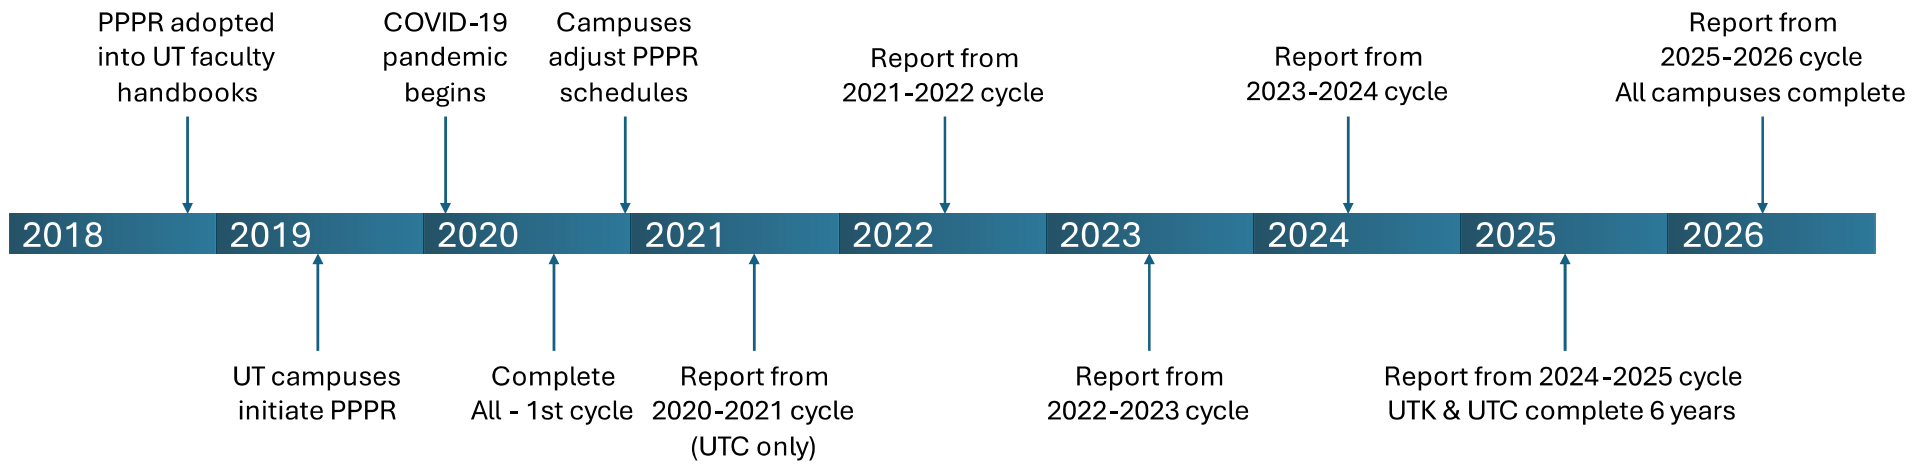 PPPR adopted
into UT faculty
handbooks
COVID-19
pandemic
begins
Campuses
adjust PPPR
schedules
Report from
2021-2022 cycle
Report from
2023-2024 cycle
Report from
2025-2026 cycle
All campuses complete
2018
2019
2020
2021
2022
2023
2024
2025
2026
UT campuses
initiate PPPR
Complete
All - 1st cycle
Report from
2020-2021 cycle
(UTC only)
Report from
2022-2023 cycle
Report from 2024-2025 cycle
UTK & UTC complete 6 years